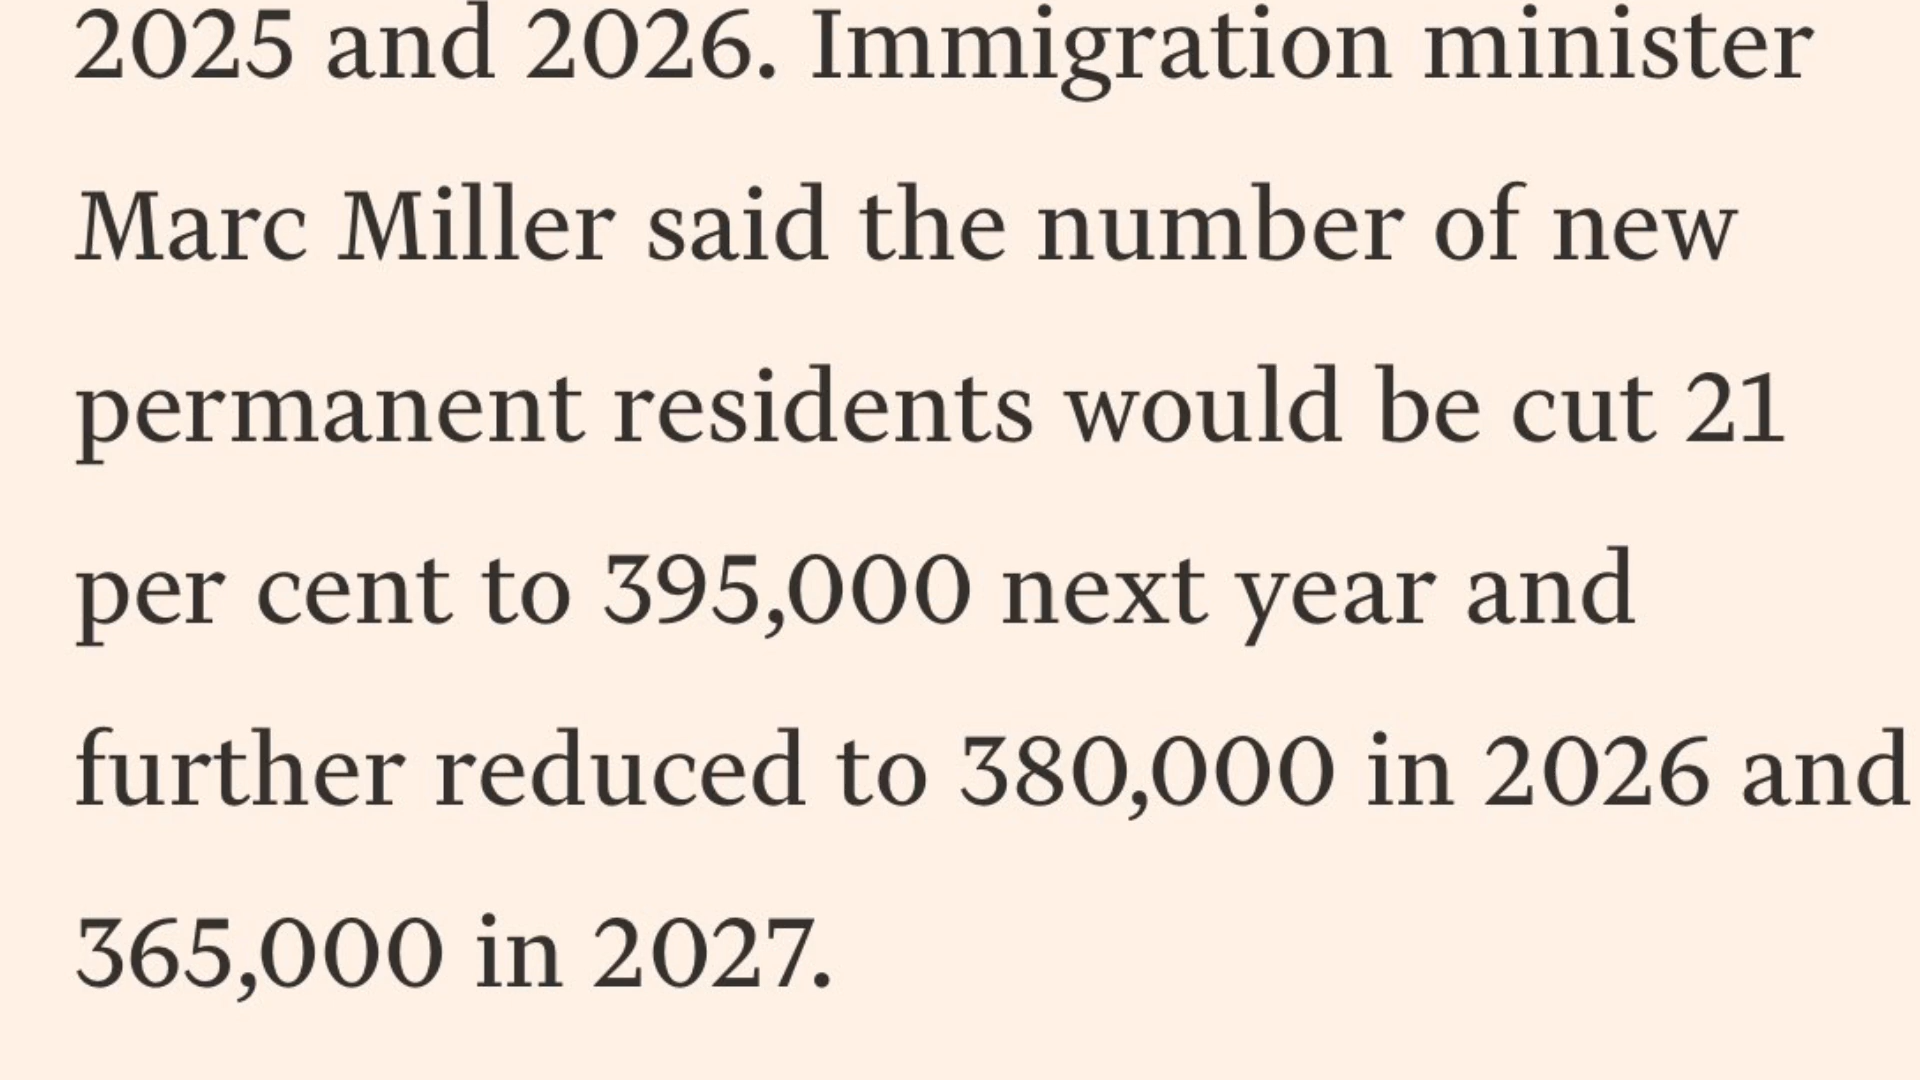 2025 and 2026. Immigration minister
Marc Miller said the number of new
permanent residents would be cut 21
per cent to 395,000 next year and
further reduced to 380,000 in 2026 and
365,000 in 2027.